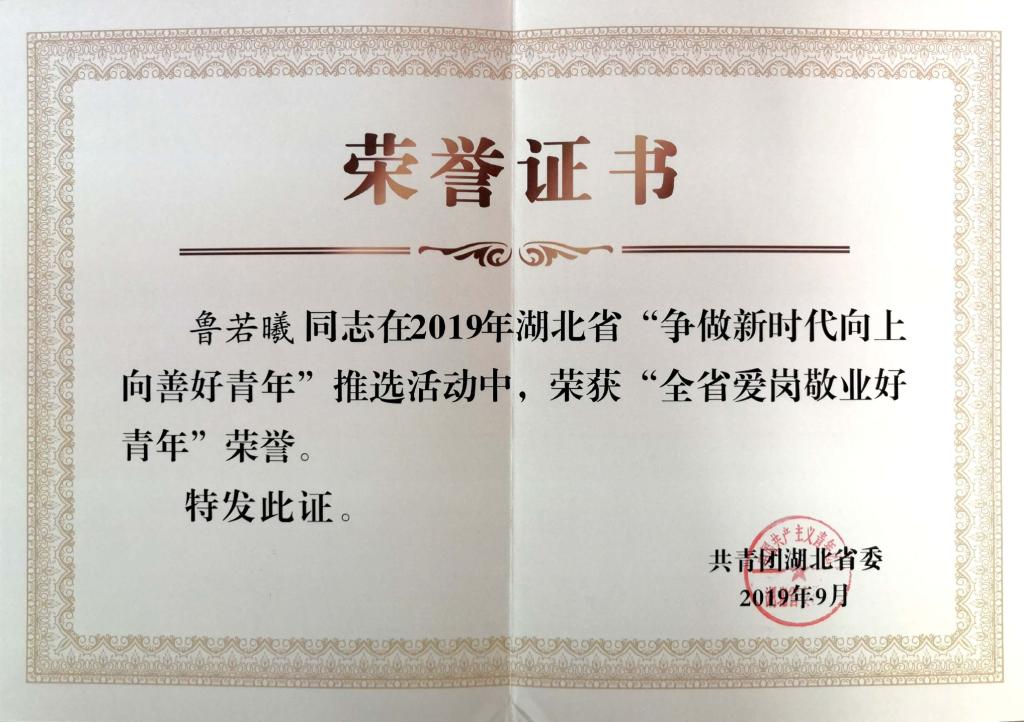 荣誉证书
鲁若曦同志在2019年湖北省“争做新时代向上
向善好青年”推选活动中，荣获“全省爱岗敬业好
青年”荣誉。
特发此证。
共青团湖北省委
2019年9月